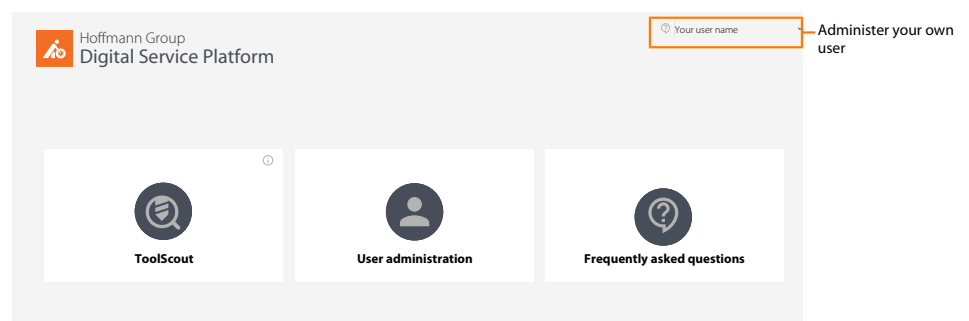 Hoffmann Group
Digital Service Platform
Your user name
Administer your own
user
ToolScout
User administration
Frequently asked questions